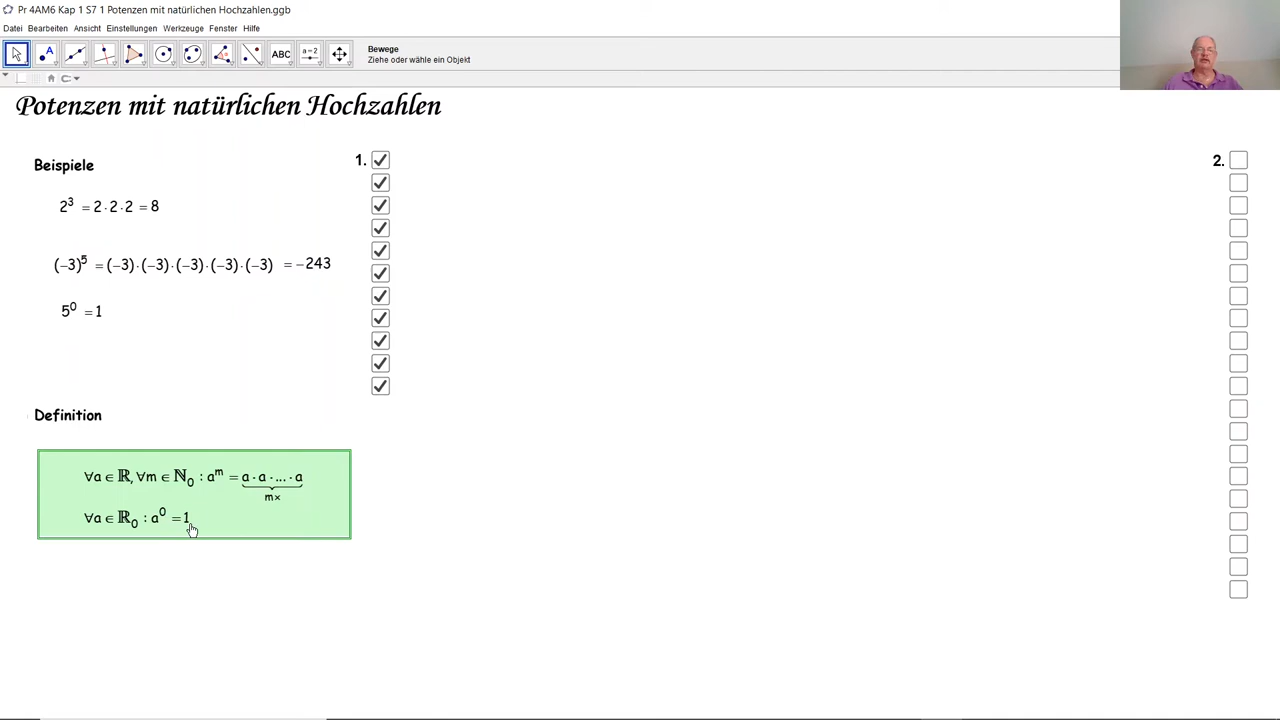 Pr 4AM6 Kap 1 S7 1 Potenzen mit natürlichen Hochzahlen.ggb
Datei Bearbeiten Ansicht Einstellungen Werkzeuge Fenster Hilfe
A ABC a=2 Bewege
Ziehe oder wähle ein Objekt
Potenzen mit natürlichen Hochzahlen
Beispiele
1.
2.
2³ = 2·2·2 = 8
(−3)⁵ = (−3)·(−3)·(−3)·(−3)·(−3) = −243
5⁰ = 1
Definition
∀a ∈ ℝ, ∀m ∈ ℕ₀ : aᵐ = a·a·...·a
m×
∀a ∈ ℝ₀ : a⁰ = 1